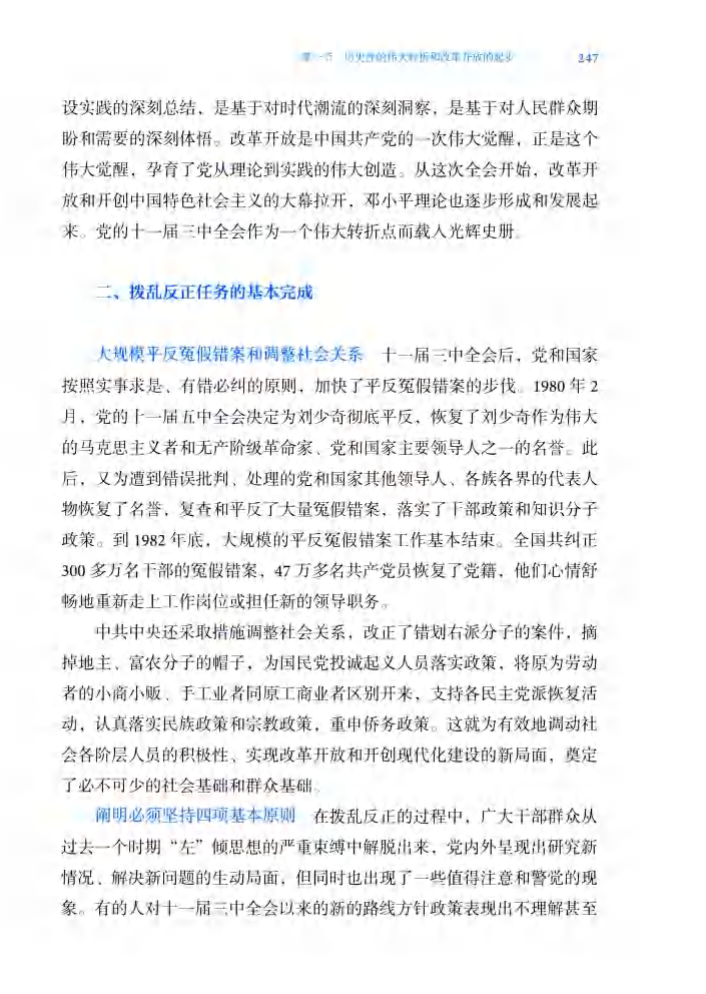 第一节 历史性的伟大转折和改革开放的起步 247
设实践的深刻总结，是基于对时代潮流的深刻洞察，是基于对人民群众期
盼和需要的深刻体悟。改革开放是中国共产党的一次伟大觉醒，正是这个
伟大觉醒，孕育了党从理论到实践的伟大创造。从这次全会开始，改革开
放和开创中国特色社会主义的大幕拉开，邓小平理论也逐步形成和发展起
来。党的十一届三中全会作为一个伟大转折点而载入光辉史册。
二、拨乱反正任务的基本完成
大规模平反冤假错案和调整社会关系 十一届三中全会后，党和国家
按照实事求是、有错必纠的原则，加快了平反冤假错案的步伐。1980 年 2
月，党的十一届五中全会决定为刘少奇彻底平反，恢复了刘少奇作为伟大
的马克思主义者和无产阶级革命家、党和国家主要领导人之一的名誉。此
后，又为遭到错误批判、处理的党和国家其他领导人、各族各界的代表人
物恢复了名誉，复查和平反了大量冤假错案，落实了干部政策和知识分子
政策。到 1982 年底，大规模的平反冤假错案工作基本结束。全国共纠正
300 多万名干部的冤假错案，47 万多名共产党员恢复了党籍，他们心情舒
畅地重新走上工作岗位或担任新的领导职务。
中共中央还采取措施调整社会关系，改正了错划右派分子的案件，摘
掉地主、富农分子的帽子，为国民党投诚起义人员落实政策，将原为劳动
者的小商小贩、手工业者同原工商业者区别开来，支持各民主党派恢复活
动，认真落实民族政策和宗教政策，重申侨务政策。这就为有效地调动社
会各阶层人员的积极性、实现改革开放和开创现代化建设的新局面，奠定
了必不可少的社会基础和群众基础。
阐明必须坚持四项基本原则 在拨乱反正的过程中，广大干部群众从
过去一个时期“左”倾思想的严重束缚中解脱出来，党内外呈现出研究新
情况、解决新问题的生动局面，但同时也出现了一些值得注意和警觉的现
象。有的人对十一届三中全会以来的新的路线方针政策表现出不理解甚至